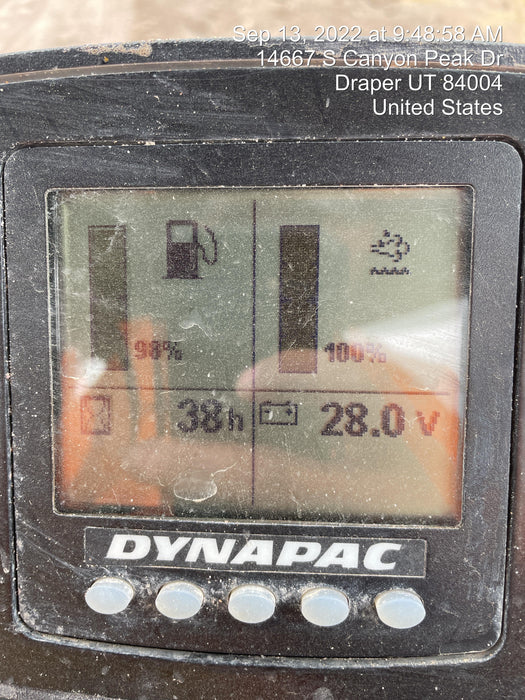 Sep 13, 2022 at 9:48:58 AM
14667 S Canyon Peak Dr
Draper UT 84004
United States
98%
100%
38h
28.0 V
DYNAPAC